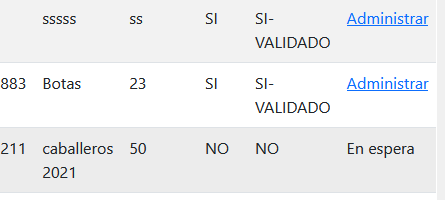 sssss ss SI SI- Administrar
VALIDADO
883 Botas 23 SI SI- Administrar
VALIDADO
211 caballeros 50 NO NO En espera
2021